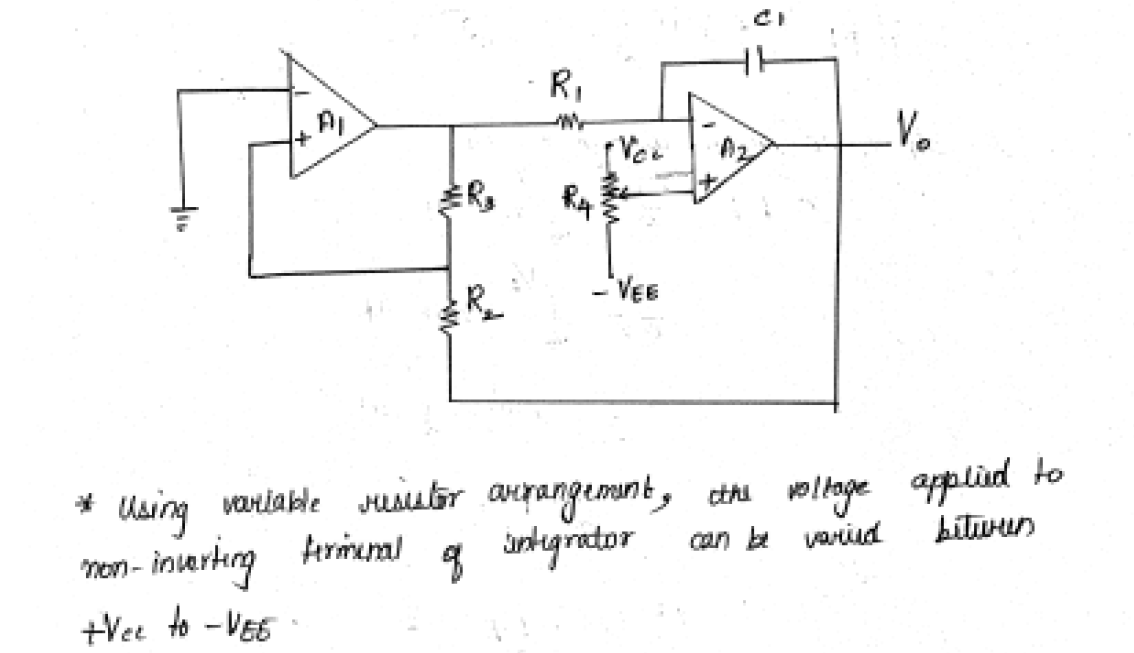 C1
R1
- A1 +
Vcc
- A2 +
Vo
R3
R4
R2
- VEE
* Using variable resistor arrangement, the voltage applied to
non-inverting terminal of integrator can be varied between
+Vcc to -VEE.